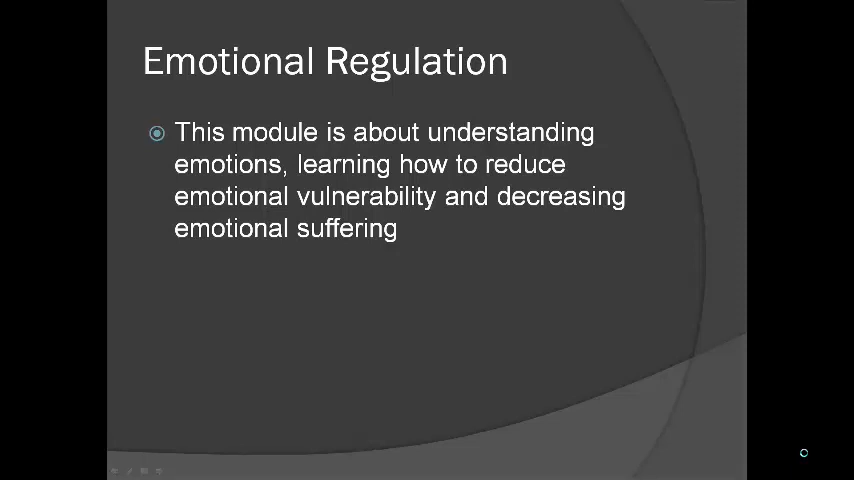 Emotional Regulation
This module is about understanding
emotions, learning how to reduce
emotional vulnerability and decreasing
emotional suffering